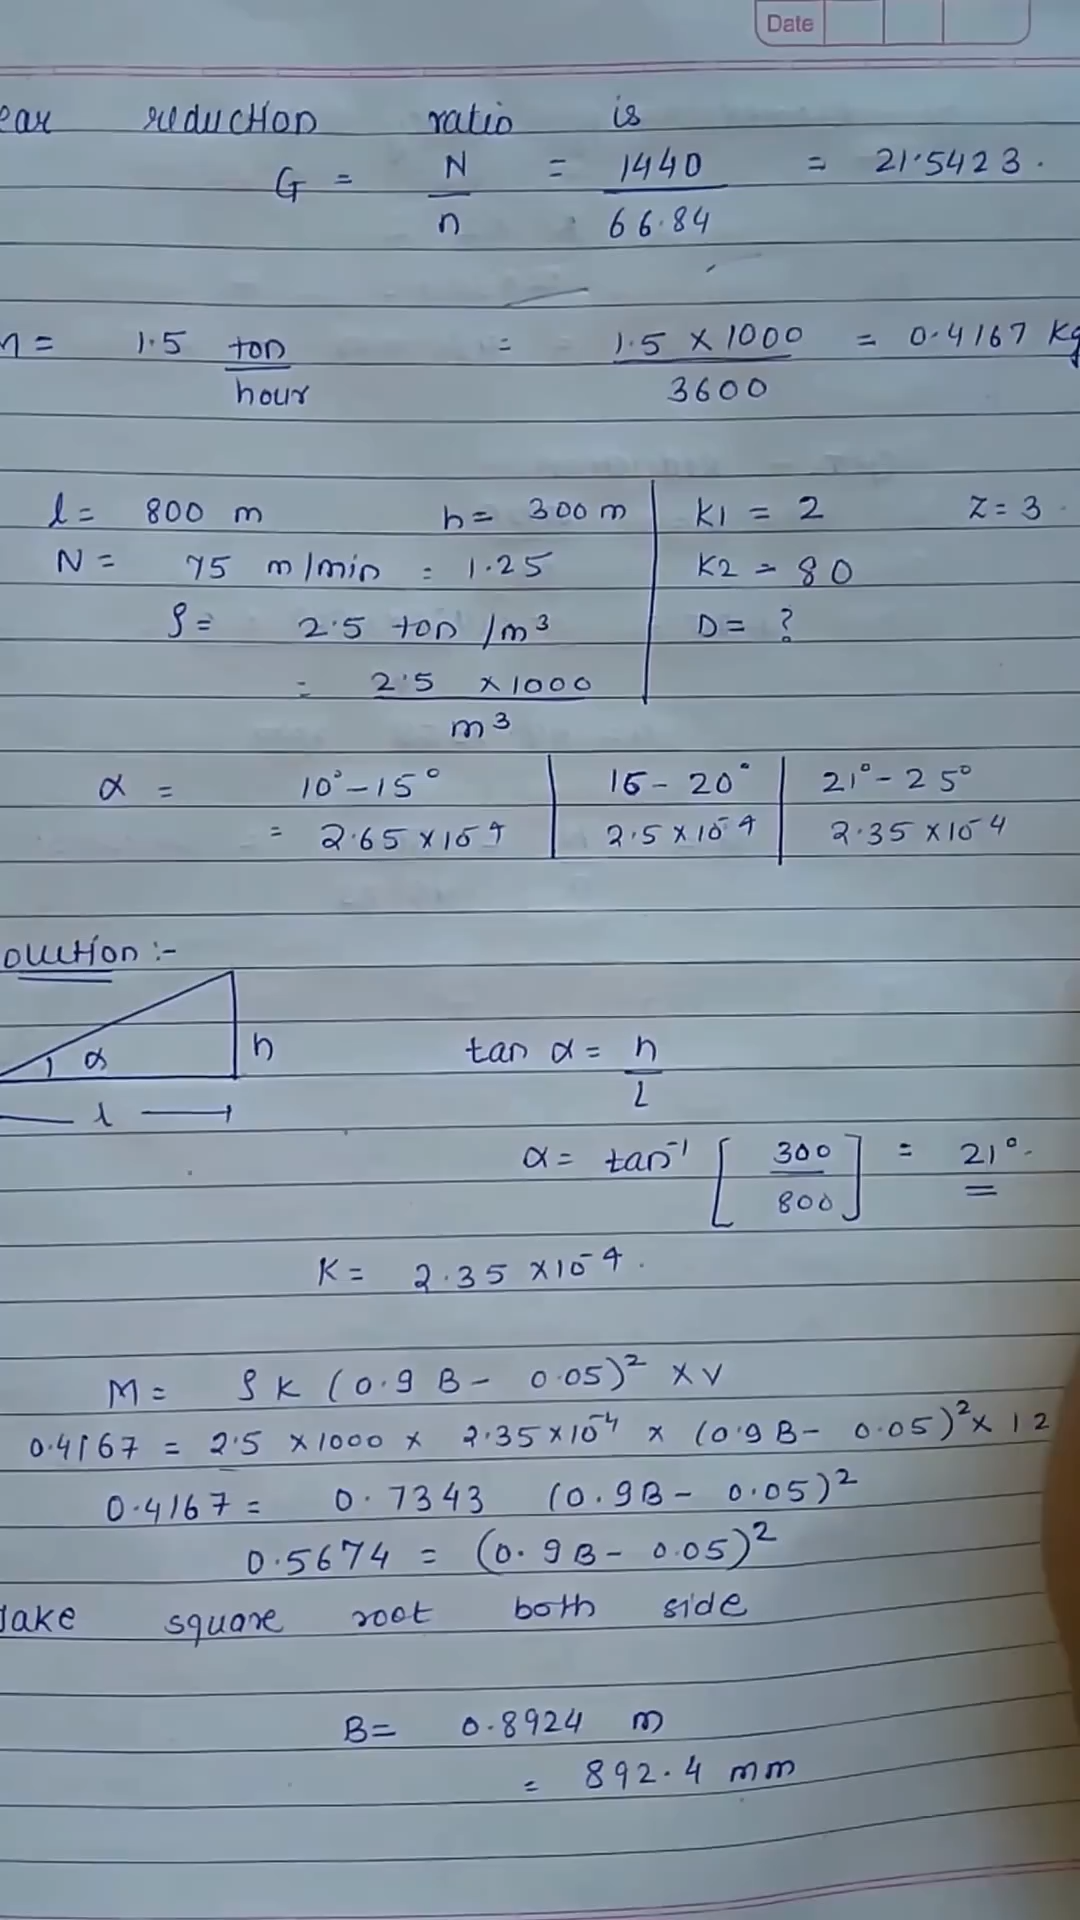 Date
ear reduction ratio is
G = N/n = 1440/66.84 = 21.5423.
m = 1.5 ton/hour = 1.5 × 1000/3600 = 0.4167 Kg
l = 800 m h = 300 m K1 = 2 Z = 3
N = 75 m/min = 1.25 K2 = 80
ρ = 2.5 ton/m³ D = ?
= 2.5 × 1000/m³
α = 10° - 15° 16 - 20° 21° - 25°
= 2.65 × 10⁻⁴ 2.5 × 10⁻⁴ 2.35 × 10⁻⁴
olution :-
α h tan α = h/L
l
α = tan⁻¹ [300/800] = 21°.
K = 2.35 × 10⁻⁴.
M = ρ K (0.9 B - 0.05)² × V
0.4167 = 2.5 × 1000 × 2.35 × 10⁻⁴ × (0.9 B - 0.05)² × 1 2
0.4167 = 0.7343 (0.9B - 0.05)²
0.5674 = (0.9B - 0.05)²
Take square root both side
B = 0.8924 m
= 892.4 mm